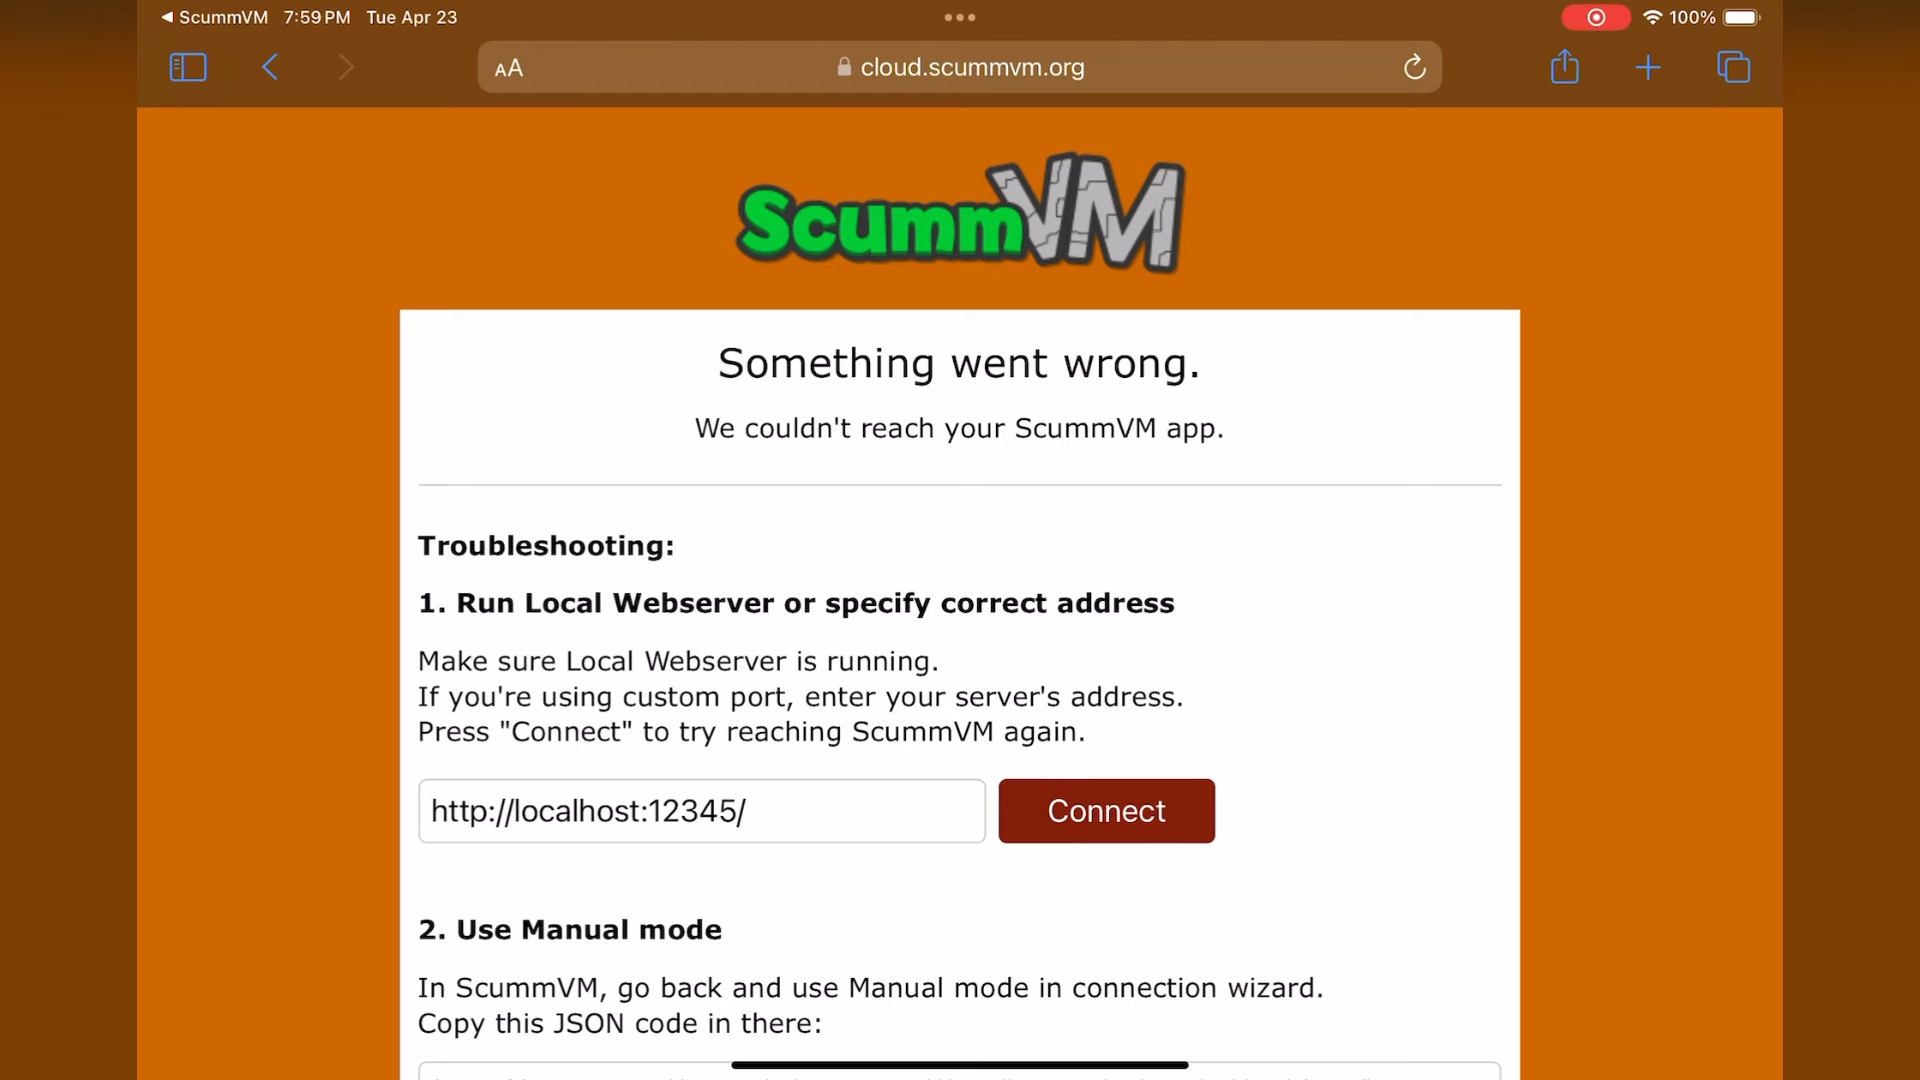 ScummVM 7:59 PM Tue Apr 23
100%
AA
cloud.scummvm.org
ScummVM
Something went wrong.
We couldn't reach your ScummVM app.
Troubleshooting:
1. Run Local Webserver or specify correct address
Make sure Local Webserver is running.
If you're using custom port, enter your server's address.
Press "Connect" to try reaching ScummVM again.
http://localhost:12345/
Connect
2. Use Manual mode
In ScummVM, go back and use Manual mode in connection wizard.
Copy this JSON code in there: